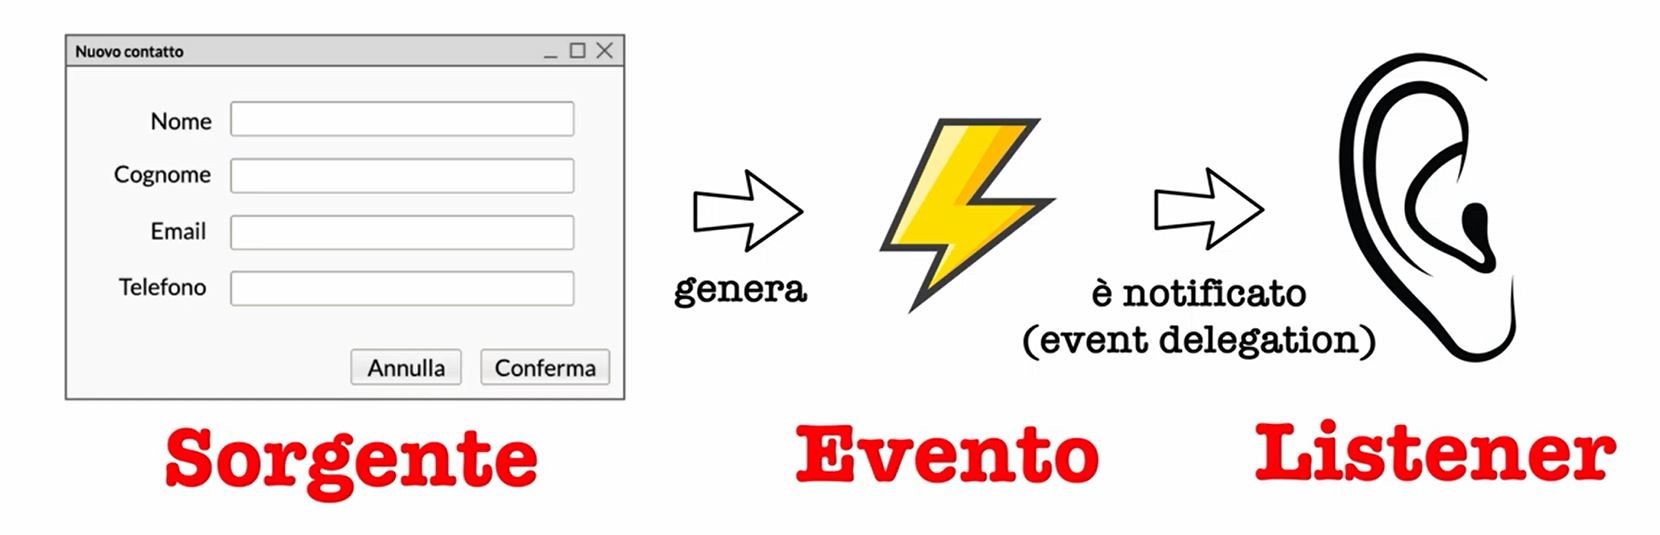 Nuovo contatto
Nome
Cognome
Email
Telefono
Annulla
Conferma
genera
è notificato
(event delegation)
Sorgente
Evento
Listener